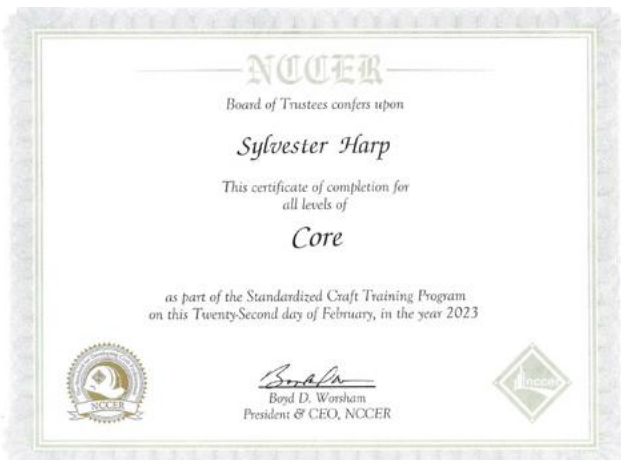 NCCER
Board of Trustees confers upon
Sylvester Harp
This certificate of completion for
all levels of
Core
as part of the Standardized Craft Training Program
on this Twenty-Second day of February, in the year 2023
Boyd D. Worsham
President & CEO, NCCER
NCCER
nccer